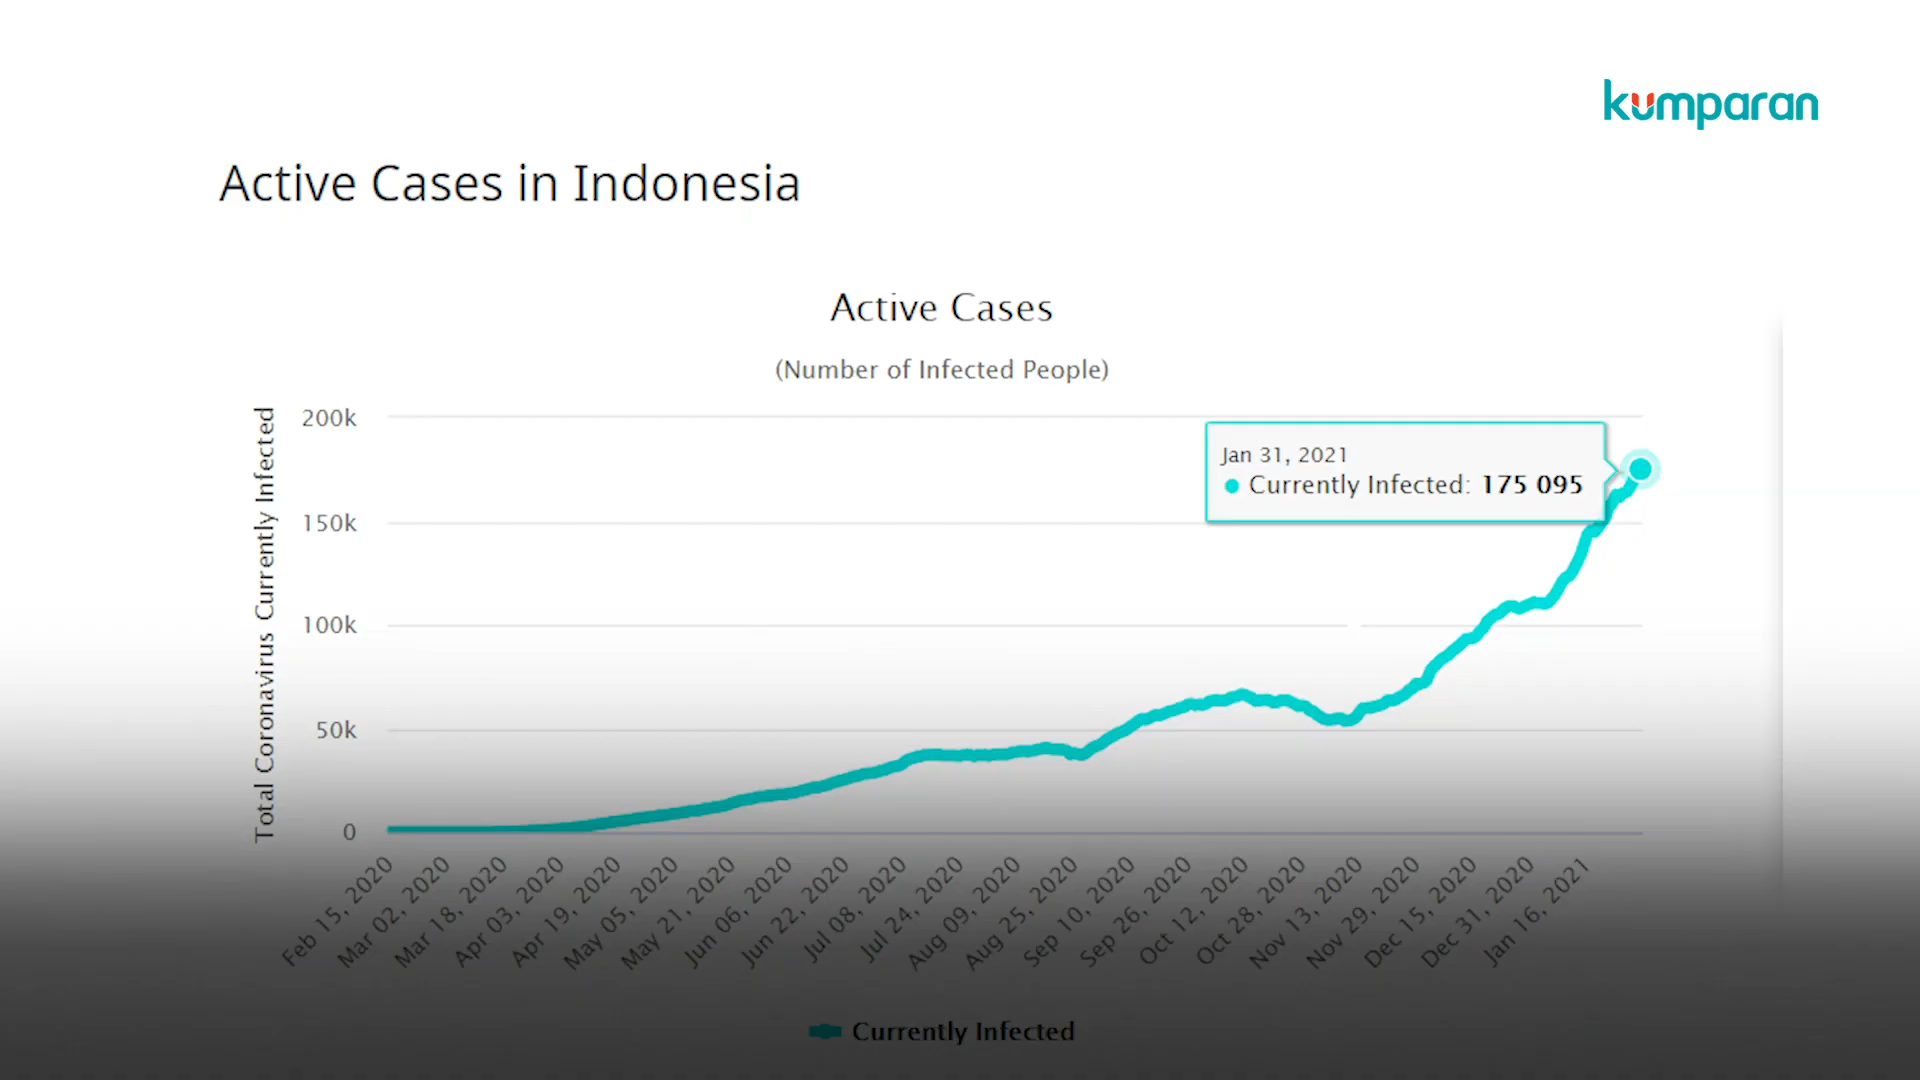 kumparan
Active Cases in Indonesia
Active Cases
(Number of Infected People)
Total Coronavirus Currently Infected
200k
150k
100k
50k
0
Jan 31, 2021
Currently Infected: 175 095
Feb 15, 2020
Mar 02, 2020
Mar 18, 2020
Apr 03, 2020
Apr 19, 2020
May 05, 2020
May 21, 2020
Jun 06, 2020
Jun 22, 2020
Jul 08, 2020
Jul 24, 2020
Aug 09, 2020
Aug 25, 2020
Sep 10, 2020
Sep 26, 2020
Oct 12, 2020
Oct 28, 2020
Nov 13, 2020
Nov 29, 2020
Dec 15, 2020
Dec 31, 2020
Jan 16, 2021
Currently Infected